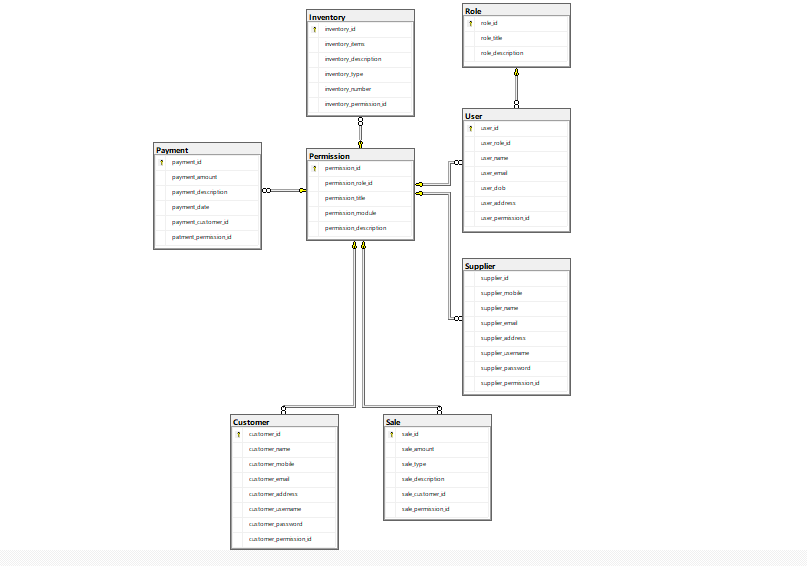 Inventory
inventory_id
inventory_items
inventory_description
inventory_type
inventory_number
inventory_permission_id
Role
role_id
role_title
role_description
User
user_id
user_role_id
user_name
user_email
user_dob
user_address
user_permission_id
Payment
payment_id
payment_amount
payment_description
payment_date
payment_customer_id
patment_permission_id
Permission
permission_id
permission_role_id
permission_title
permission_module
permission_description
Supplier
supplier_id
supplier_mobile
supplier_name
supplier_email
supplier_address
supplier_username
supplier_password
supplier_permission_id
Customer
customer_id
customer_name
customer_mobile
customer_email
customer_address
customer_username
customer_password
customer_permission_id
Sale
sale_id
sale_amount
sale_type
sale_description
sale_customer_id
sale_permission_id